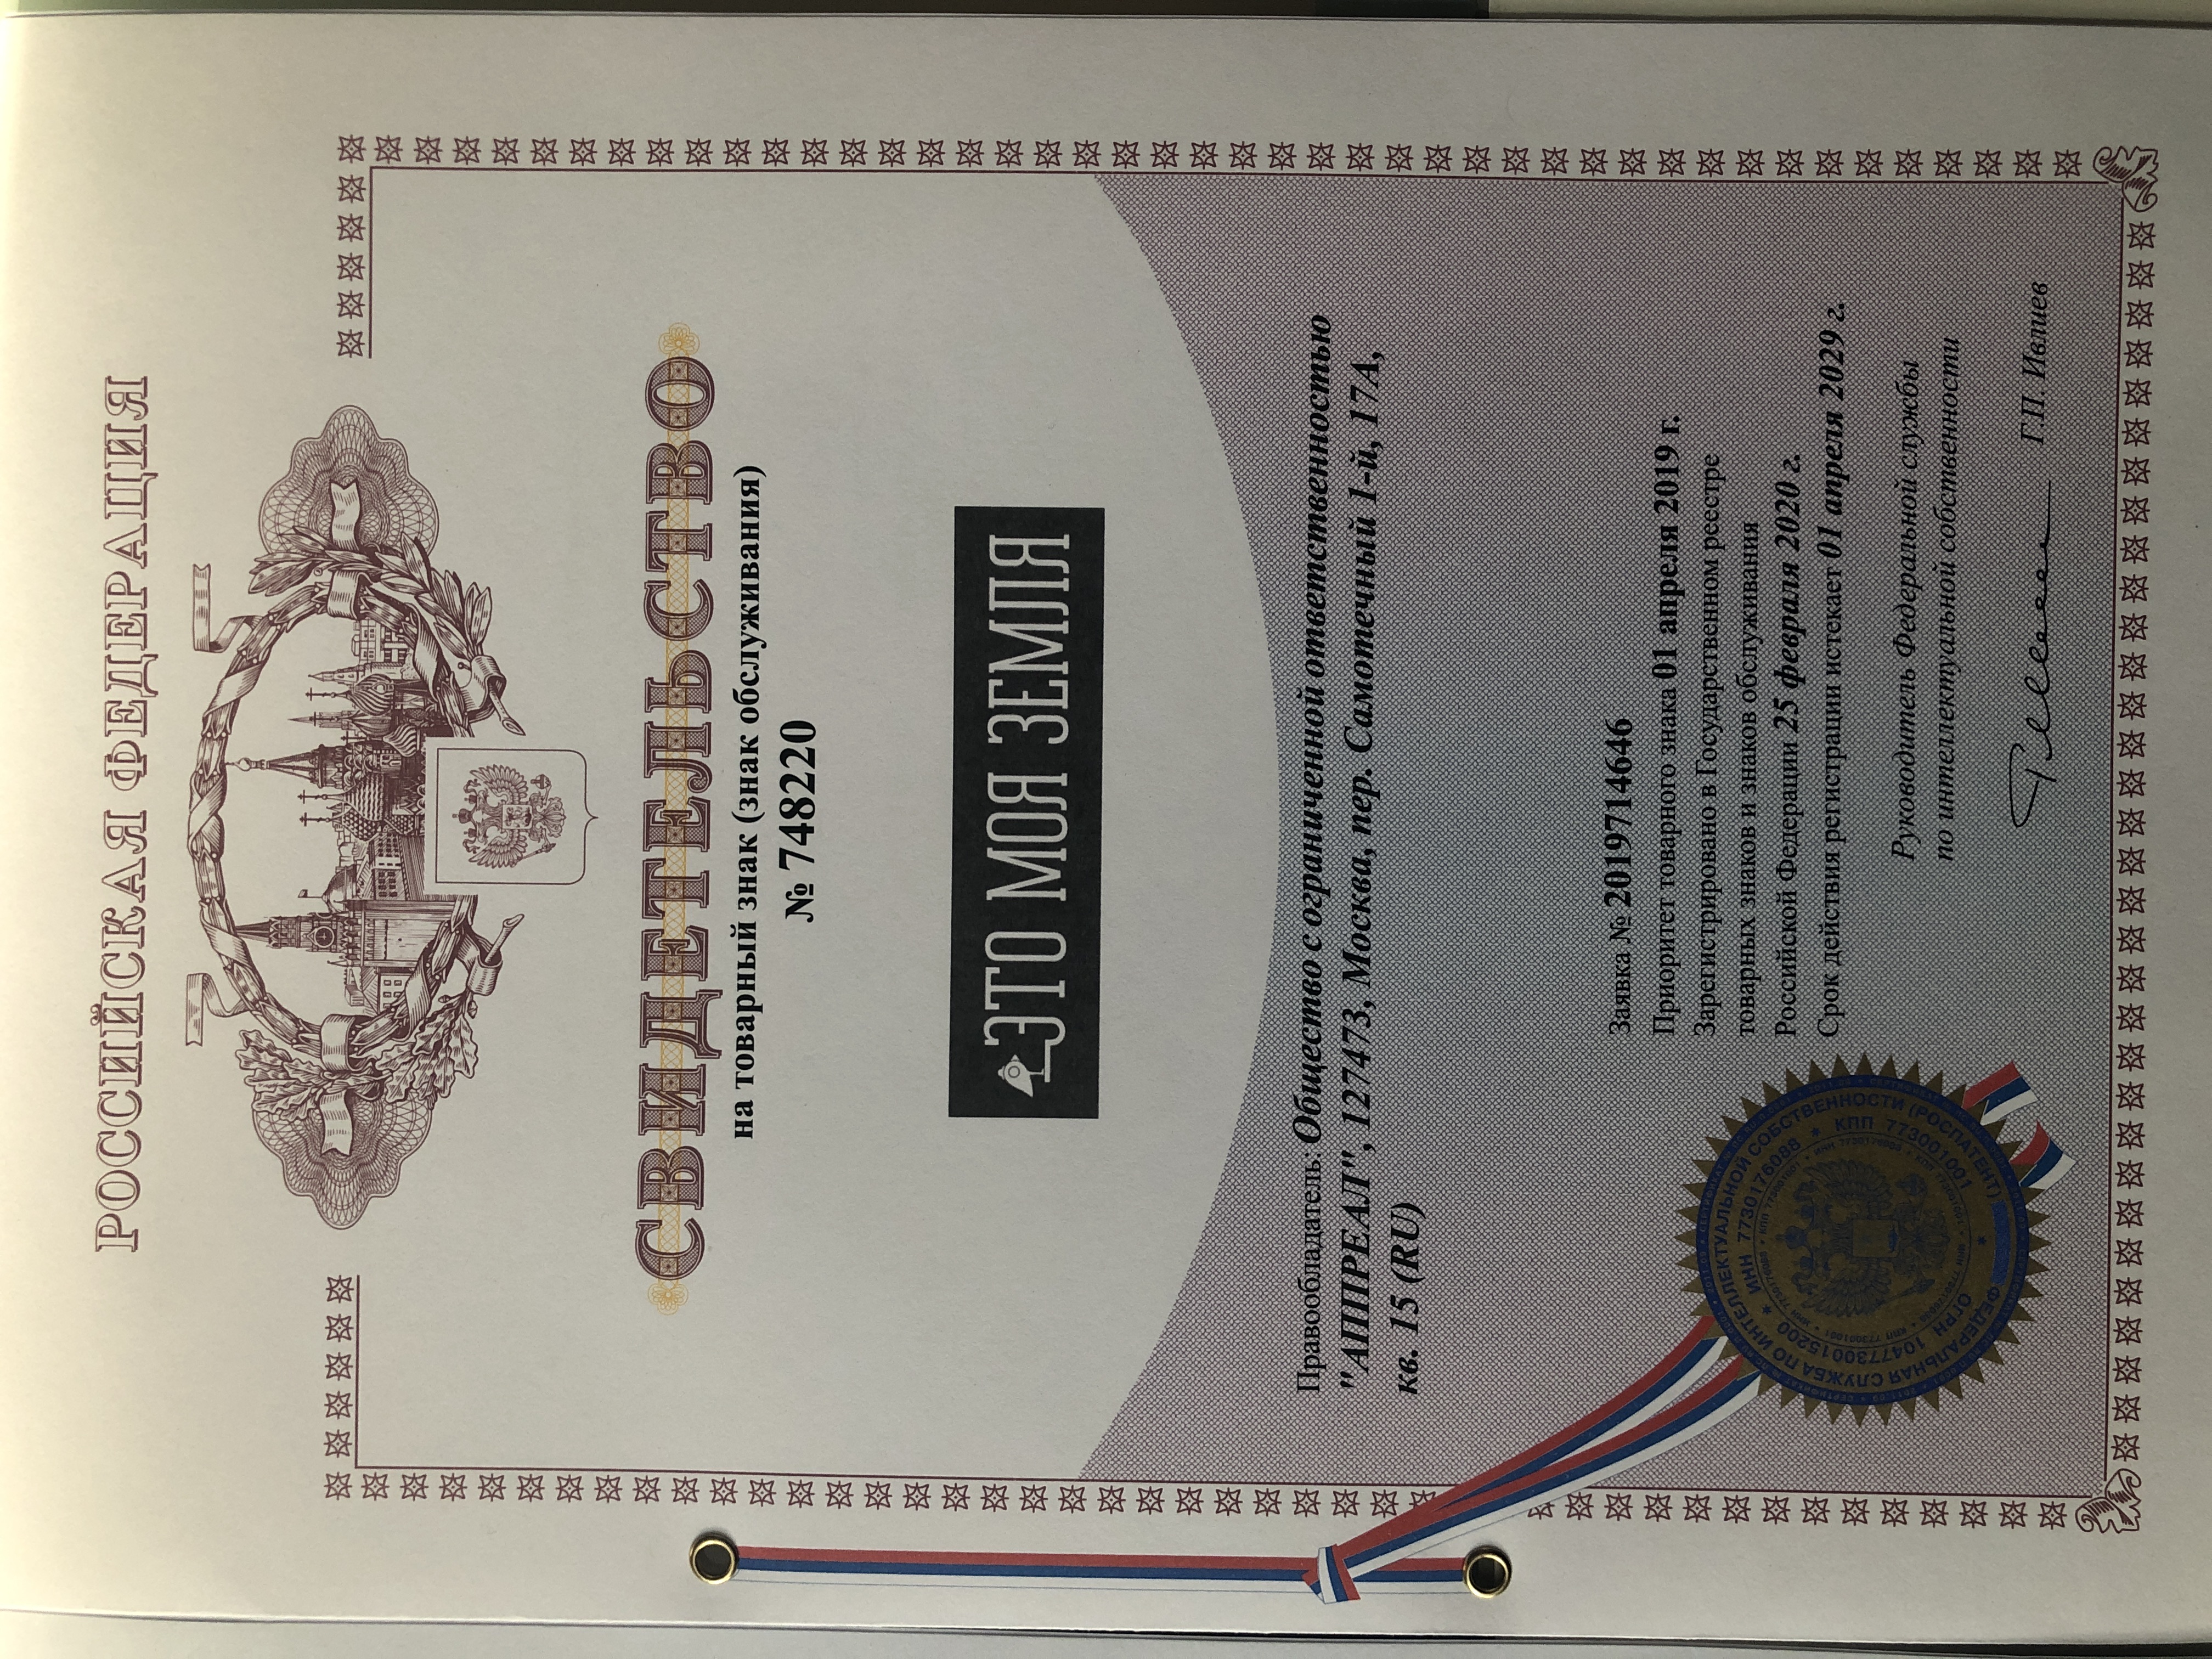 РОССИЙСКАЯ ФЕДЕРАЦИЯ
СВИДЕТЕЛЬСТВО
на товарный знак (знак обслуживания)
№ 748220
ЭТО МОЯ ЗЕМЛЯ
Правообладатель: Общество с ограниченной ответственностью
"АППРЕАЛ", 127473, Москва, пер. Самотечный 1-й, 17А,
кв. 15 (RU)
Заявка № 2019714646
Приоритет товарного знака 01 апреля 2019 г.
Зарегистрировано в Государственном реестре
товарных знаков и знаков обслуживания
Российской Федерации 25 февраля 2020 г.
Срок действия регистрации истекает 01 апреля 2029 г.
Руководитель Федеральной службы
по интеллектуальной собственности
Г.П. Ивлиев
ФЕДЕРАЛЬНАЯ СЛУЖБА ПО ИНТЕЛЛЕКТУАЛЬНОЙ СОБСТВЕННОСТИ (РОСПАТЕНТ)
ОГРН 1047730015200 * ИНН 7730176088 * КПП 773001001